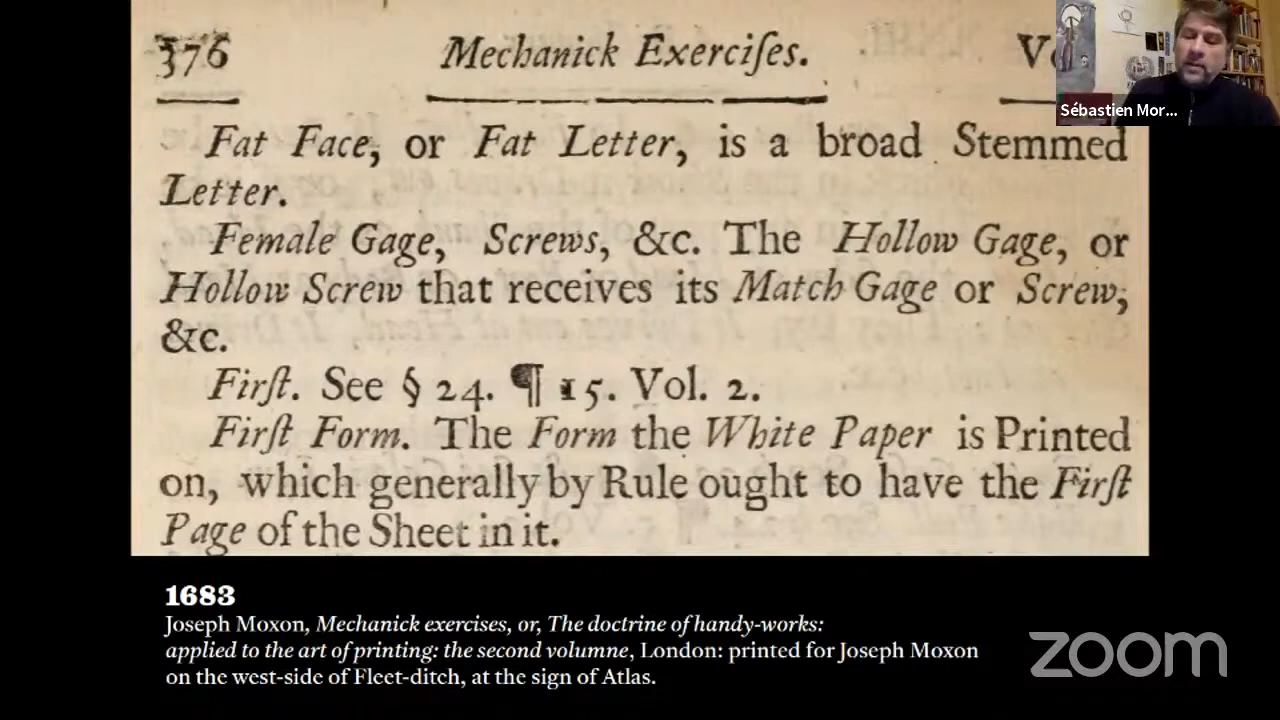 376 Mechanick Exerciſes.
Fat Face, or Fat Letter, is a broad Stemmed
Letter.
Female Gage, Screws, &c. The Hollow Gage, or
Hollow Screw that receives its Match Gage or Screw,
&c.
Firſt. See § 24. ¶ 15. Vol. 2.
Firſt Form. The Form the White Paper is Printed
on, which generally by Rule ought to have the Firſt
Page of the Sheet in it.
Sébastien Mor...
1683
Joseph Moxon, Mechanick exercises, or, The doctrine of handy-works:
applied to the art of printing: the second volumne, London: printed for Joseph Moxon
on the west-side of Fleet-ditch, at the sign of Atlas.
zoom